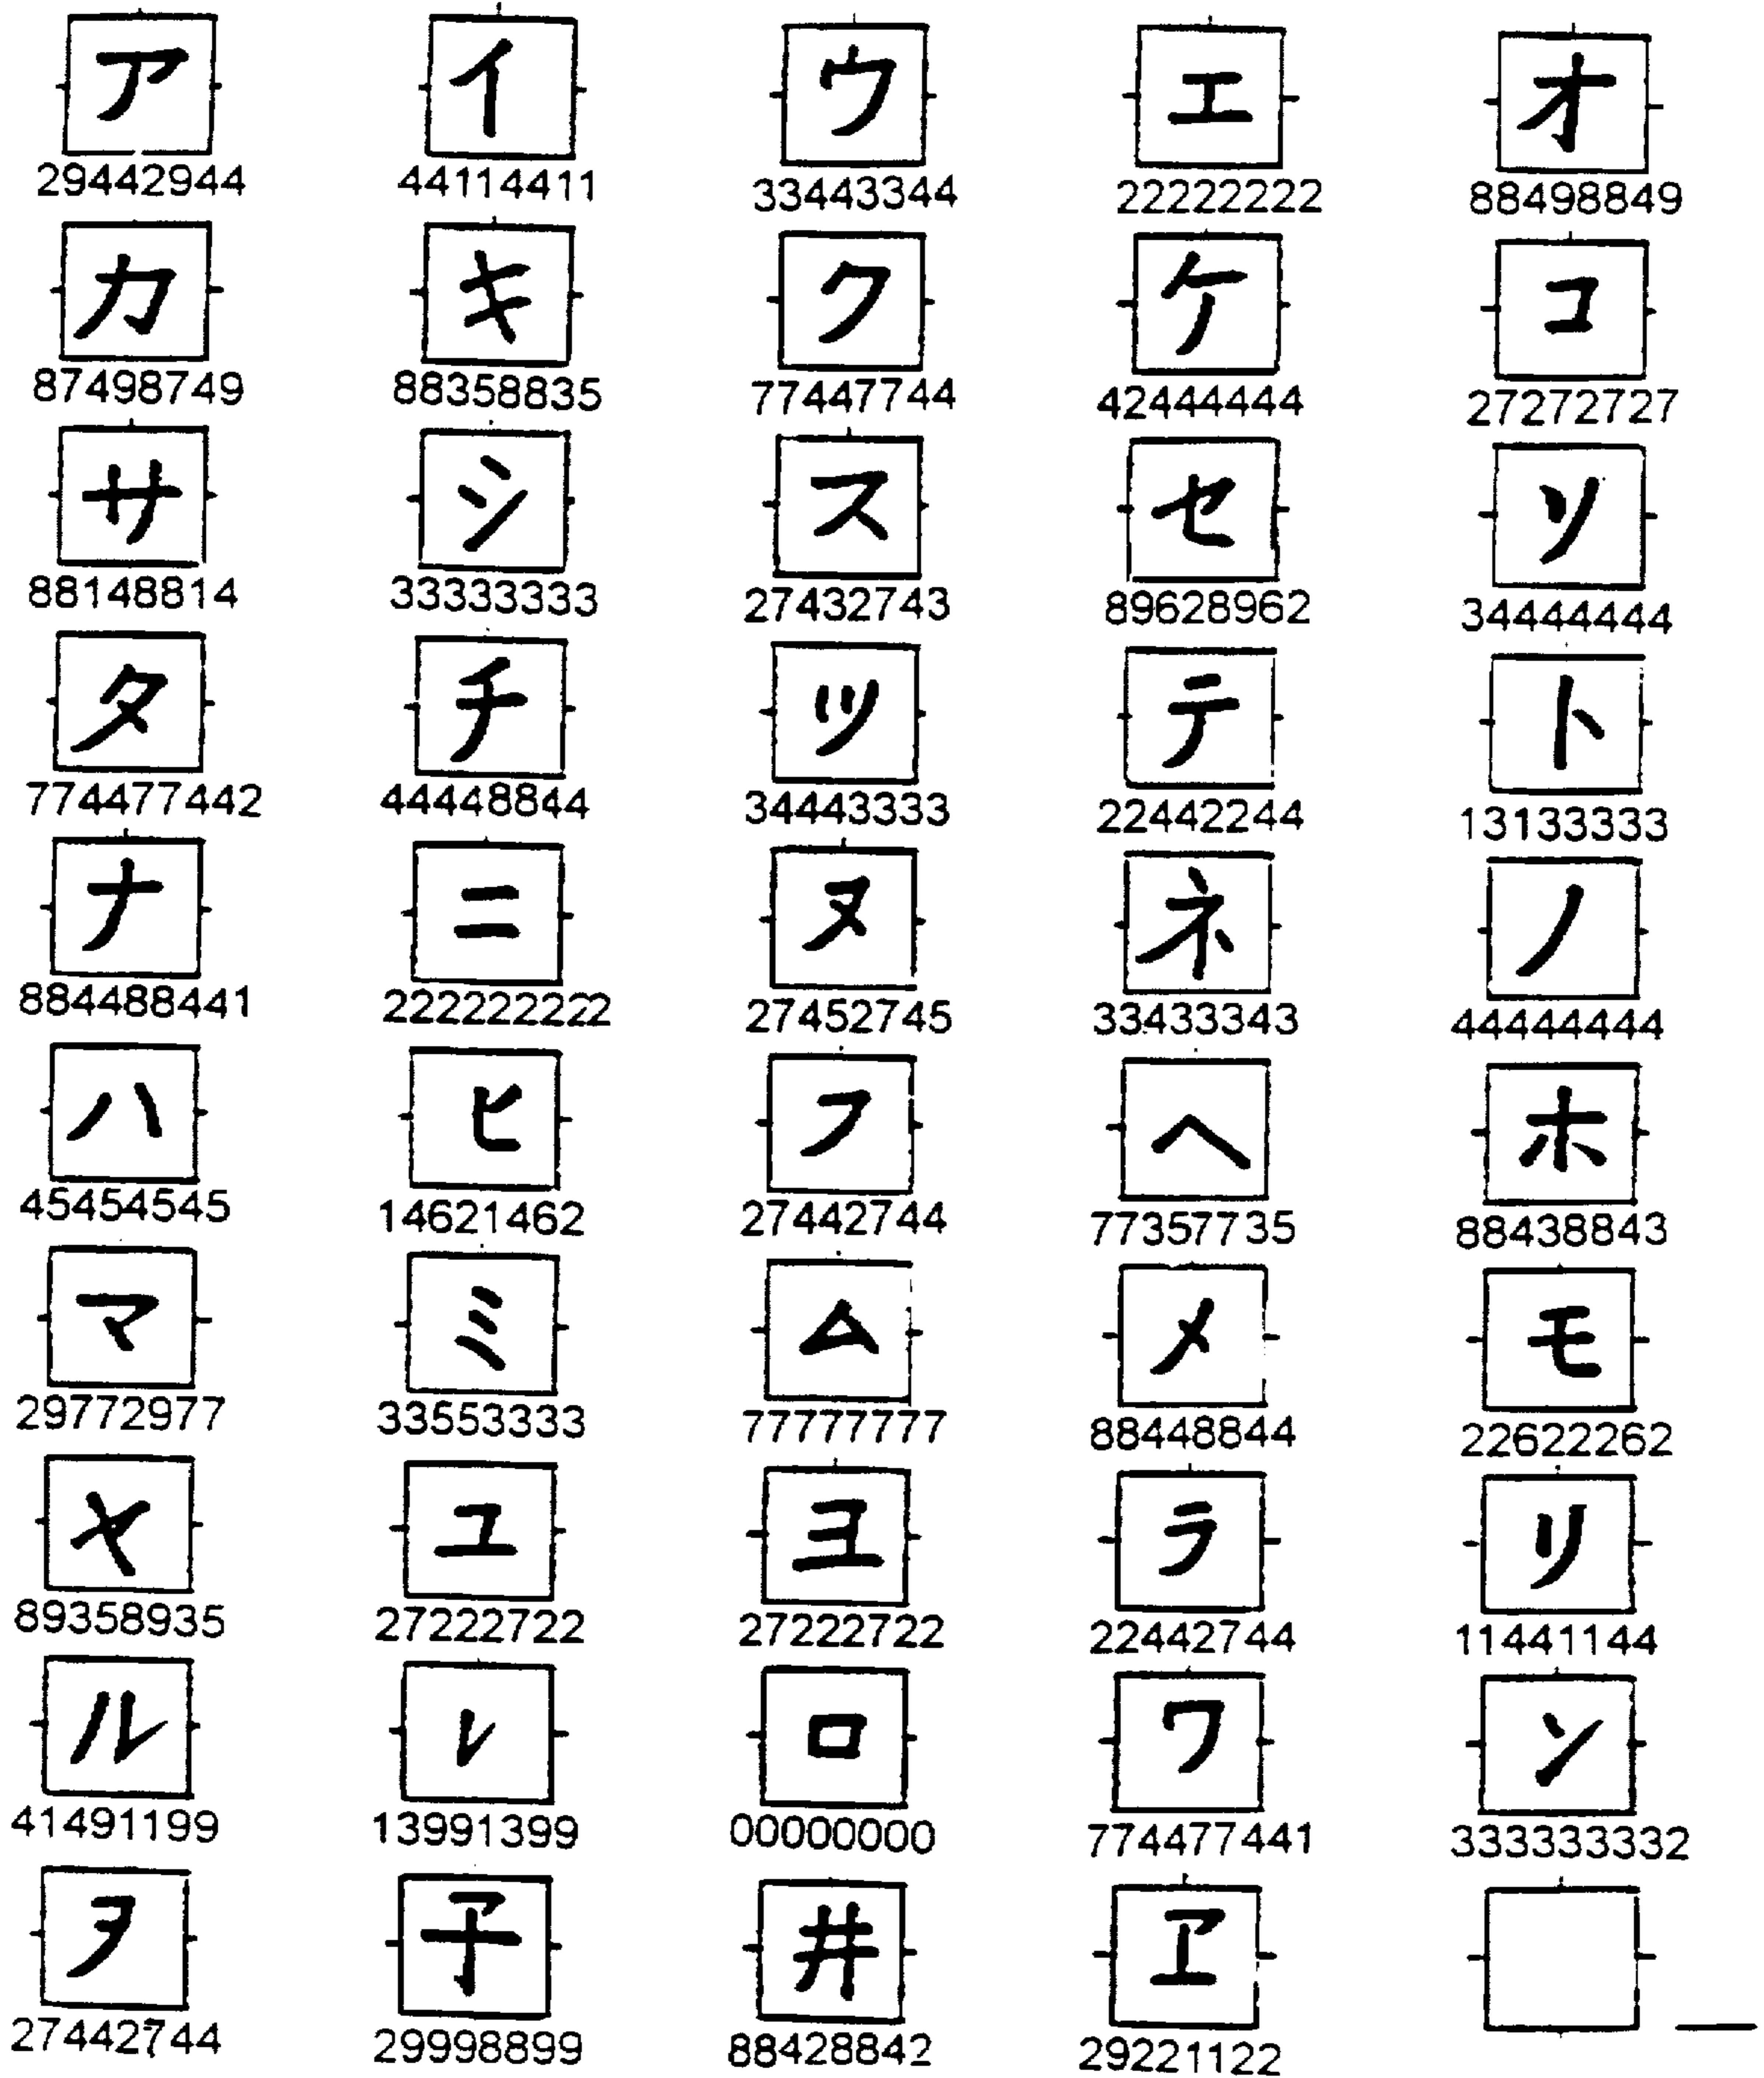 ア イ ウ エ オ
29442944 44114411 33443344 22222222 88498849
カ キ ク ケ コ
87498749 88358835 77447744 42444444 27272727
サ シ ス セ ソ
88148814 33333333 27432743 89628962 34444444
タ チ ツ テ ト
774477442 44448844 34443333 22442244 13133333
ナ ニ ヌ ネ ノ
884488441 222222222 27452745 33433343 44444444
ハ ヒ フ ヘ ホ
45454545 14621462 27442744 77357735 88438843
マ ミ ム メ モ
29772977 33553333 77777777 88448844 22622262
ヤ ユ ヨ ラ リ
89358935 27222722 27222722 22442744 11441144
ル レ ロ ワ ン
41491199 13991399 00000000 774477441 333333332
ヲ 子 井 ヱ
27442744 29998899 88428842 29221122